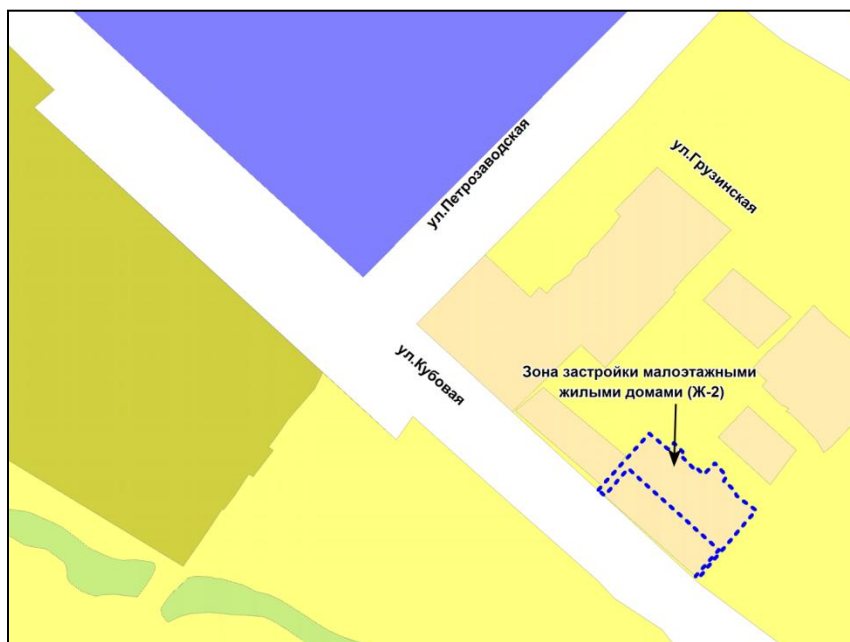 ул.Петрозаводская
ул.Грузинская
ул.Кубовая
Зона застройки малоэтажными
жилыми домами (Ж-2)